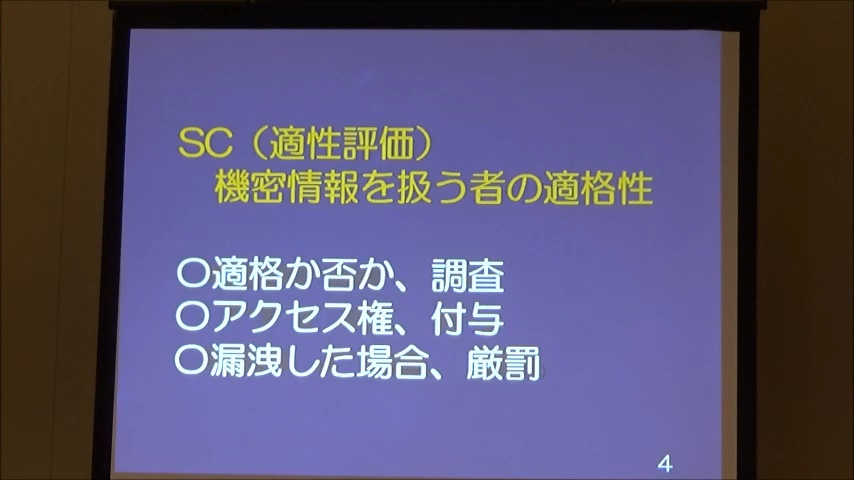 SC（適性評価）
機密情報を扱う者の適格性
〇適格か否か、調査
〇アクセス権、付与
〇漏洩した場合、厳罰
4